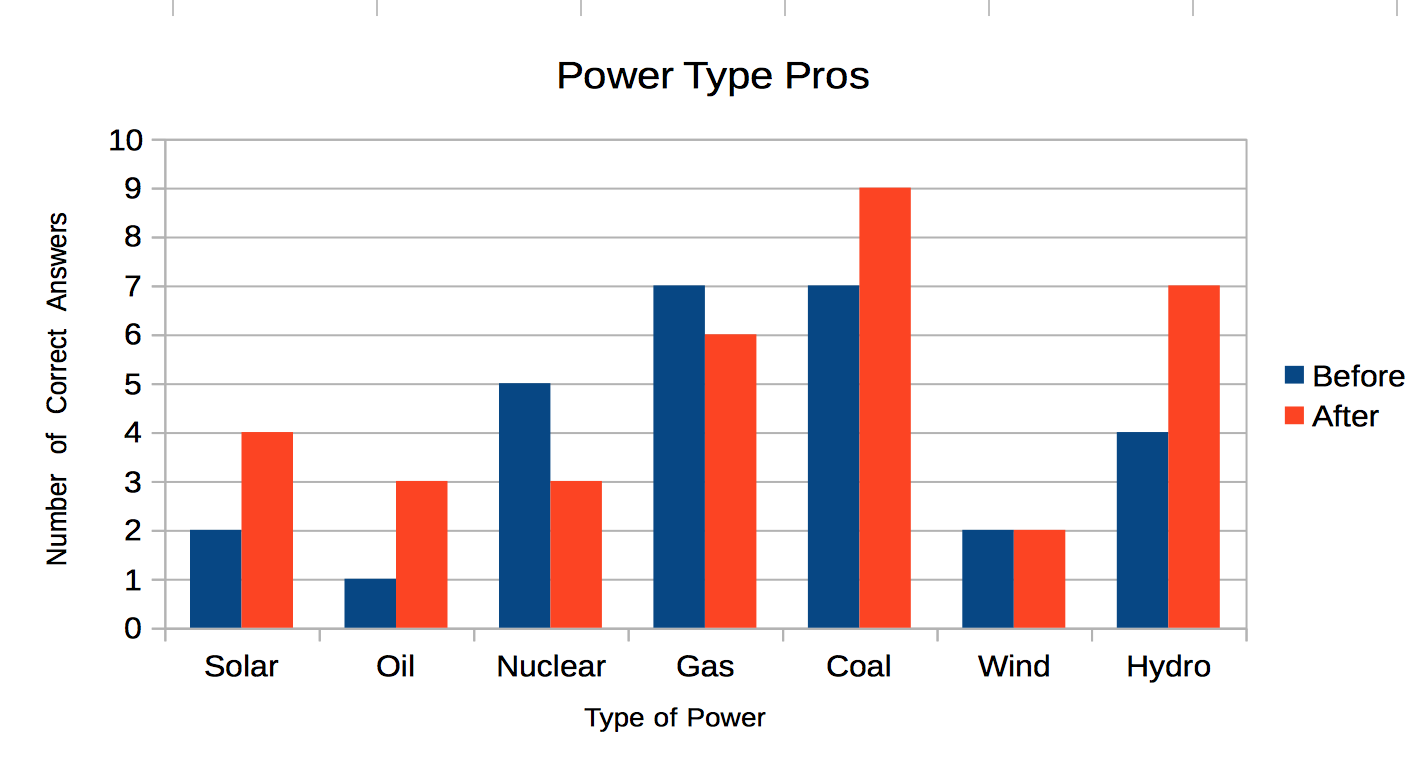 Power Type Pros
10
9
8
7
6
5
4
3
2
1
0
Number of Correct Answers
Solar Oil Nuclear Gas Coal Wind Hydro
Type of Power
Before
After